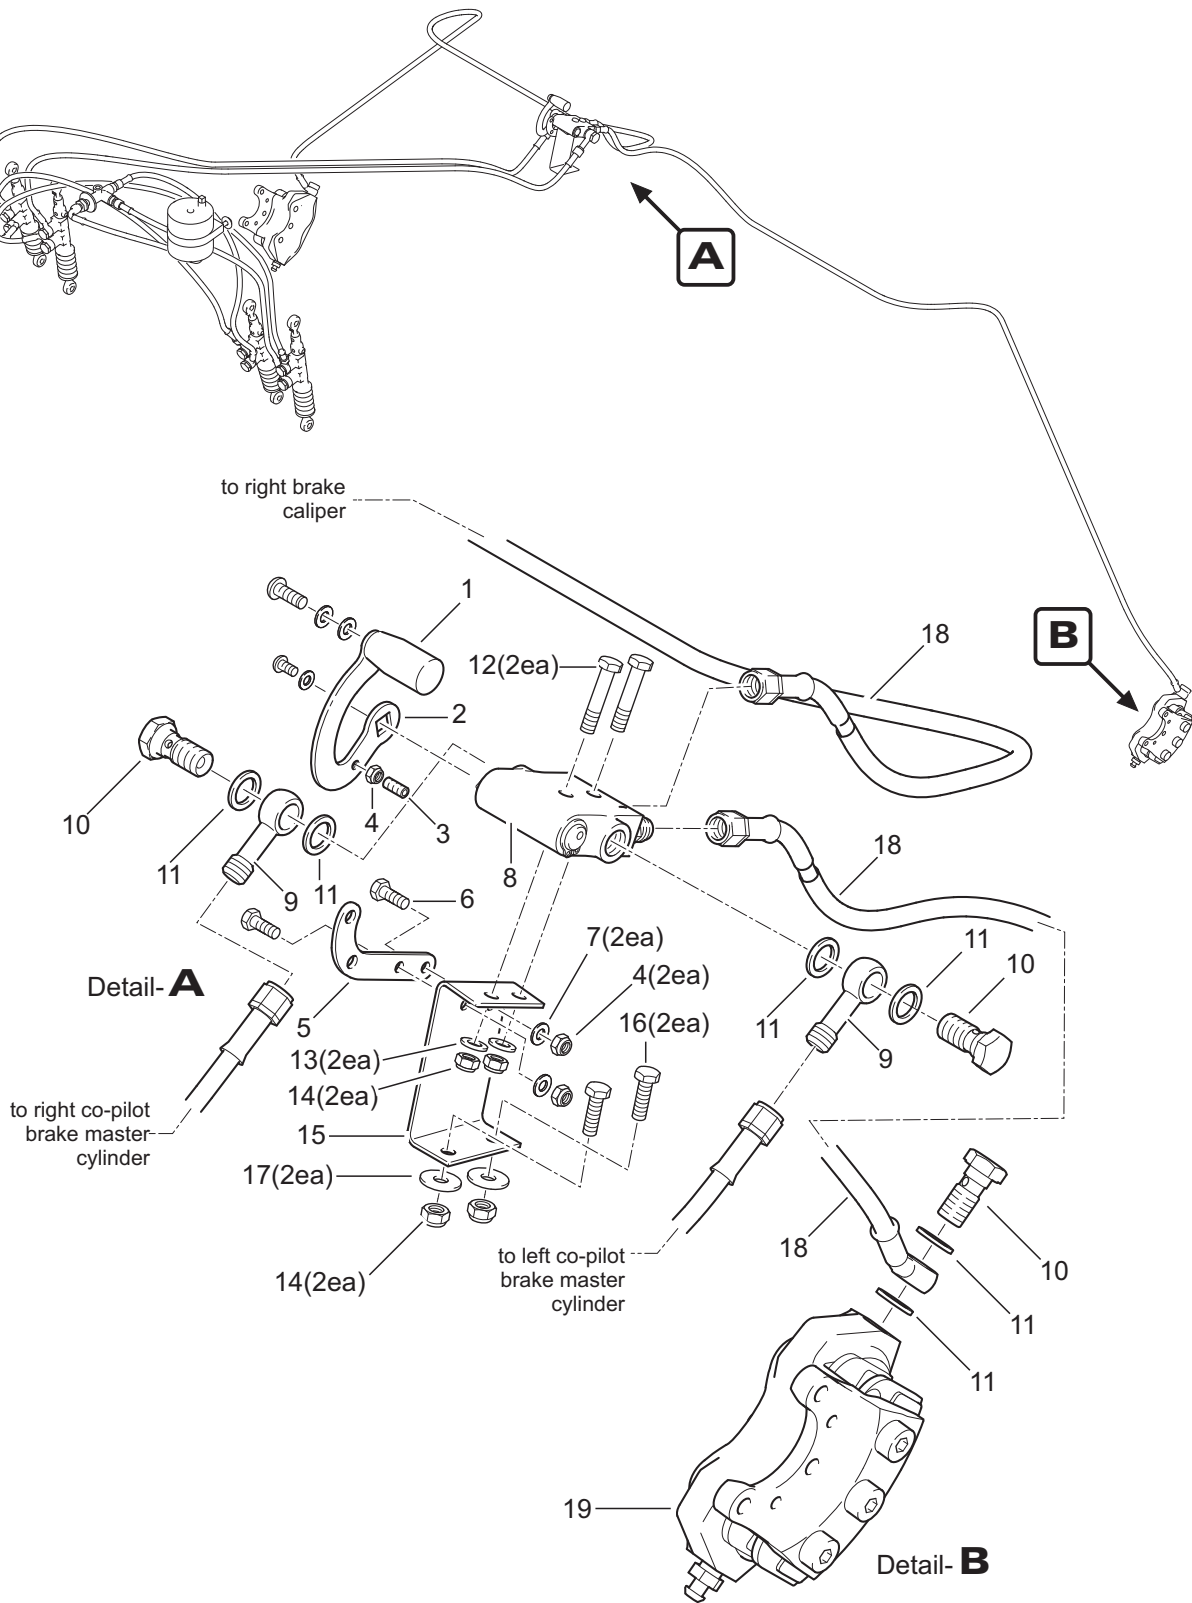 A
to right brake
caliper
1
B
18
12(2ea)
2
10
4
3
11
18
8
9
11
6
7(2ea)
11
10
Detail-A
4(2ea)
5
16(2ea)
11
13(2ea)
9
14(2ea)
to right co-pilot
brake master
cylinder
15
17(2ea)
18
to left co-pilot
brake master
cylinder
10
14(2ea)
11
11
19
Detail-B